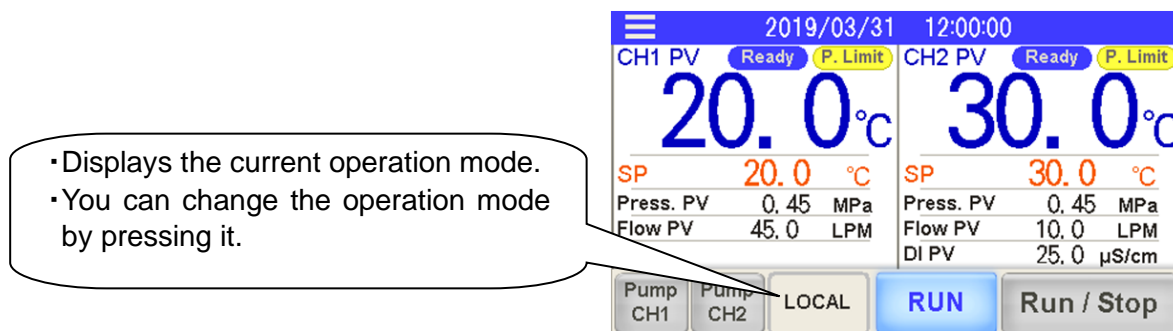 ・Displays the current operation mode.
・You can change the operation mode
by pressing it.
2019/03/31 12:00:00
CH1 PV Ready P. Limit
20. 0℃
SP 20. 0 ℃
Press. PV 0. 45 MPa
Flow PV 45. 0 LPM
CH2 PV Ready P. Limit
30. 0℃
SP 30. 0 ℃
Press. PV 0. 45 MPa
Flow PV 10. 0 LPM
DI PV 25. 0 µS/cm
Pump
CH1
Pump
CH2
LOCAL
RUN
Run / Stop